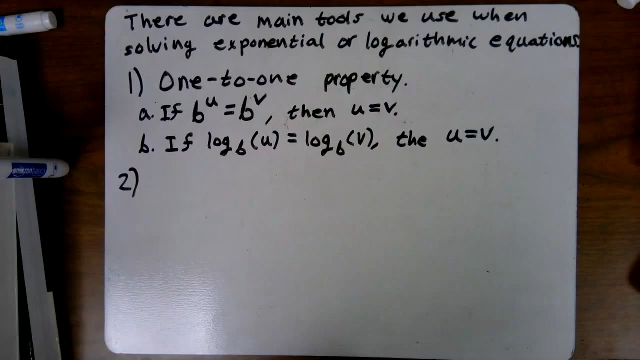 There are main tools we use when
solving exponential or logarithmic equations
1) One-to-one property.
a. If b^u = b^v, then u=v.
b. If log_b(u) = log_b(v), the u=v.
2)